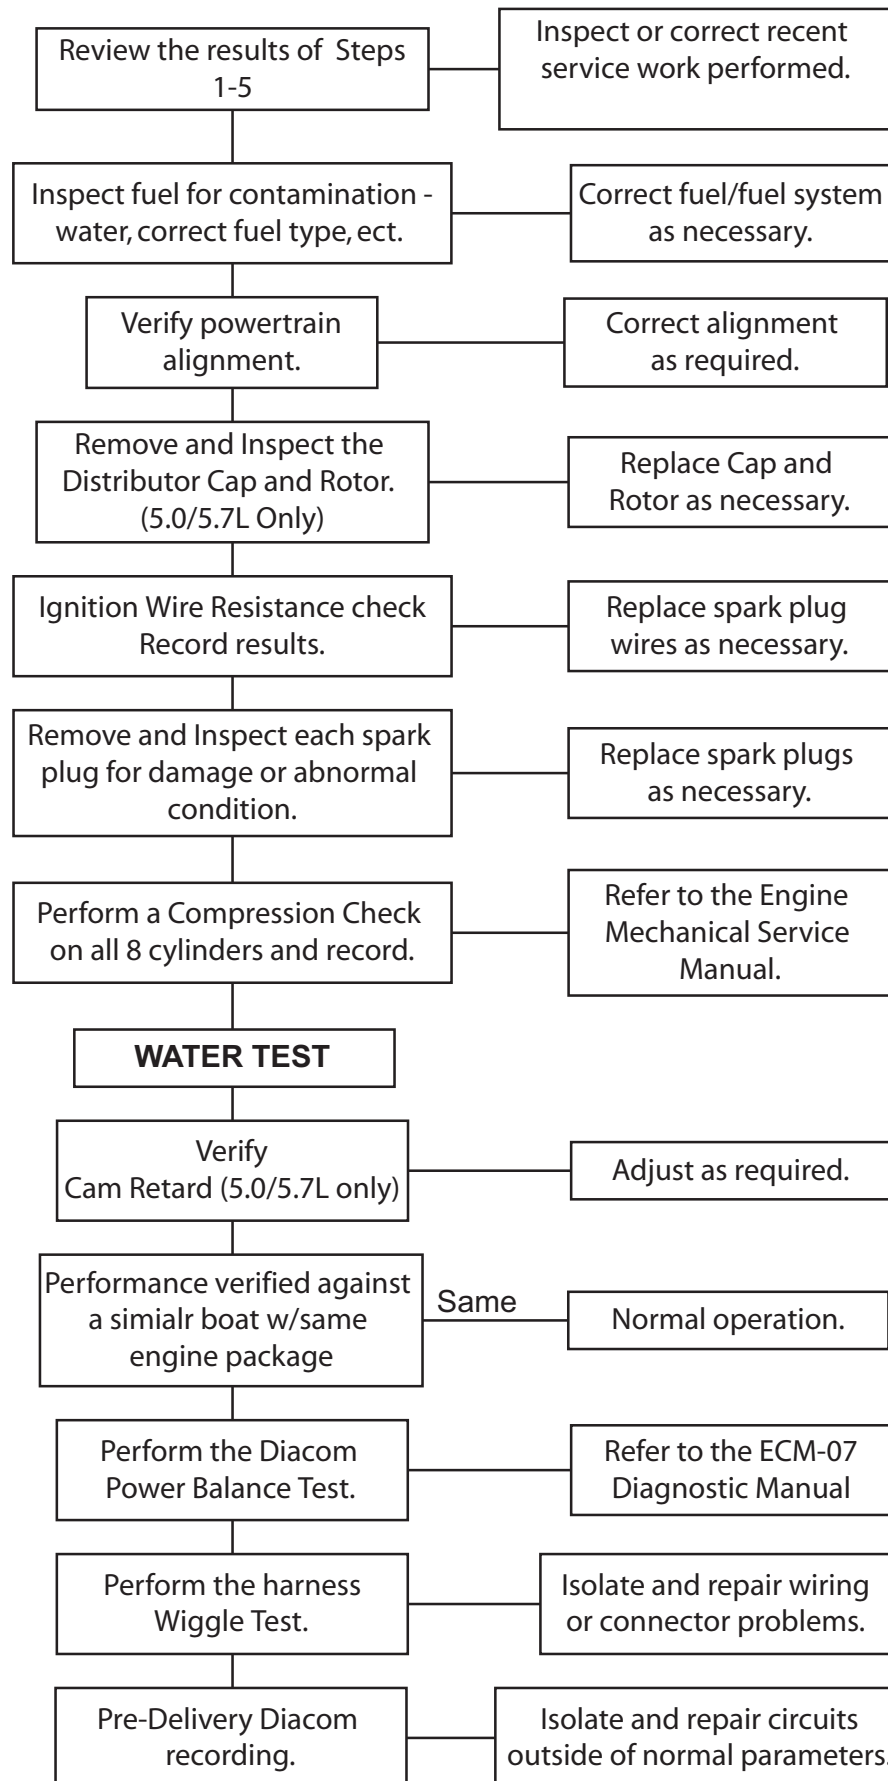 Review the results of Steps
1-5
Inspect or correct recent
service work performed.
Inspect fuel for contamination -
water, correct fuel type, ect.
Correct fuel/fuel system
as necessary.
Verify powertrain
alignment.
Correct alignment
as required.
Remove and Inspect the
Distributor Cap and Rotor.
(5.0/5.7L Only)
Replace Cap and
Rotor as necessary.
Ignition Wire Resistance check
Record results.
Replace spark plug
wires as necessary.
Remove and Inspect each spark
plug for damage or abnormal
condition.
Replace spark plugs
as necessary.
Perform a Compression Check
on all 8 cylinders and record.
Refer to the Engine
Mechanical Service
Manual.
WATER TEST
Verify
Cam Retard (5.0/5.7L only)
Adjust as required.
Performance verified against
a simialr boat w/same
engine package
Same
Normal operation.
Perform the Diacom
Power Balance Test.
Refer to the ECM-07
Diagnostic Manual
Perform the harness
Wiggle Test.
Isolate and repair wiring
or connector problems.
Pre-Delivery Diacom
recording.
Isolate and repair circuits
outside of normal parameters.